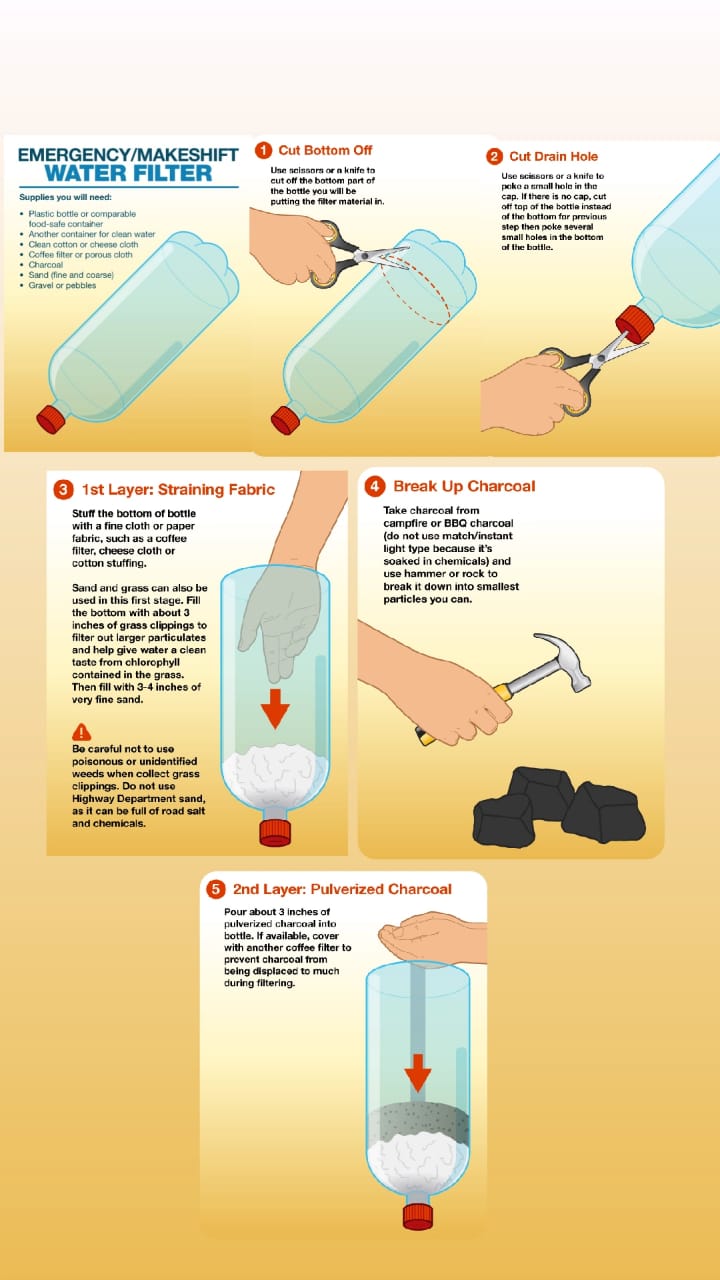 EMERGENCY/MAKESHIFT
WATER FILTER
Supplies you will need:
• Plastic bottle or comparable
food-safe container
• Another container for clean water
• Clean cotton or cheese cloth
• Coffee filter or porous cloth
• Charcoal
• Sand (fine and coarse)
• Gravel or pebbles
1 Cut Bottom Off
Use scissors or a knife to
cut off the bottom part of
the bottle you will be
putting the filter material in.
2 Cut Drain Hole
Use scissors or a knife to
poke a small hole in the
cap. If there is no cap, cut
off top of the bottle instead
of the bottom for previous
step then poke several
small holes in the bottom
of the bottle.
3 1st Layer: Straining Fabric
Stuff the bottom of bottle
with a fine cloth or paper
fabric, such as a coffee
filter, cheese cloth or
cotton stuffing.
Sand and grass can also be
used in this first stage. Fill
the bottom with about 3
inches of grass clippings to
filter out larger particulates
and help give water a clean
taste from chlorophyll
contained in the grass.
Then fill with 3-4 inches of
very fine sand.
!
Be careful not to use
poisonous or unidentified
weeds when collect grass
clippings. Do not use
Highway Department sand,
as it can be full of road salt
and chemicals.
4 Break Up Charcoal
Take charcoal from
campfire or BBQ charcoal
(do not use match/instant
light type because it's
soaked in chemicals) and
use hammer or rock to
break it down into smallest
particles you can.
5 2nd Layer: Pulverized Charcoal
Pour about 3 inches of
pulverized charcoal into
bottle. If available, cover
with another coffee filter to
prevent charcoal from
being displaced to much
during filtering.